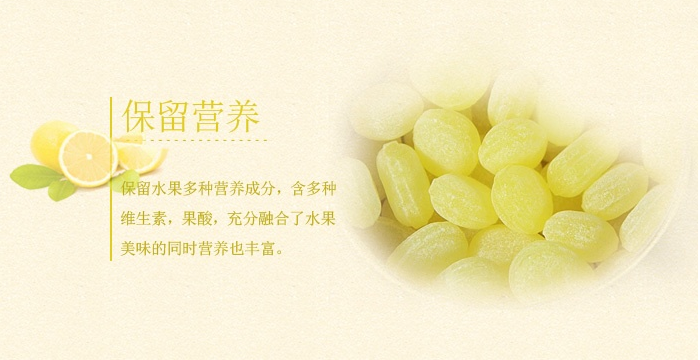 保留营养
保留水果多种营养成分，含多种
维生素，果酸，充分融合了水果
美味的同时营养也丰富。